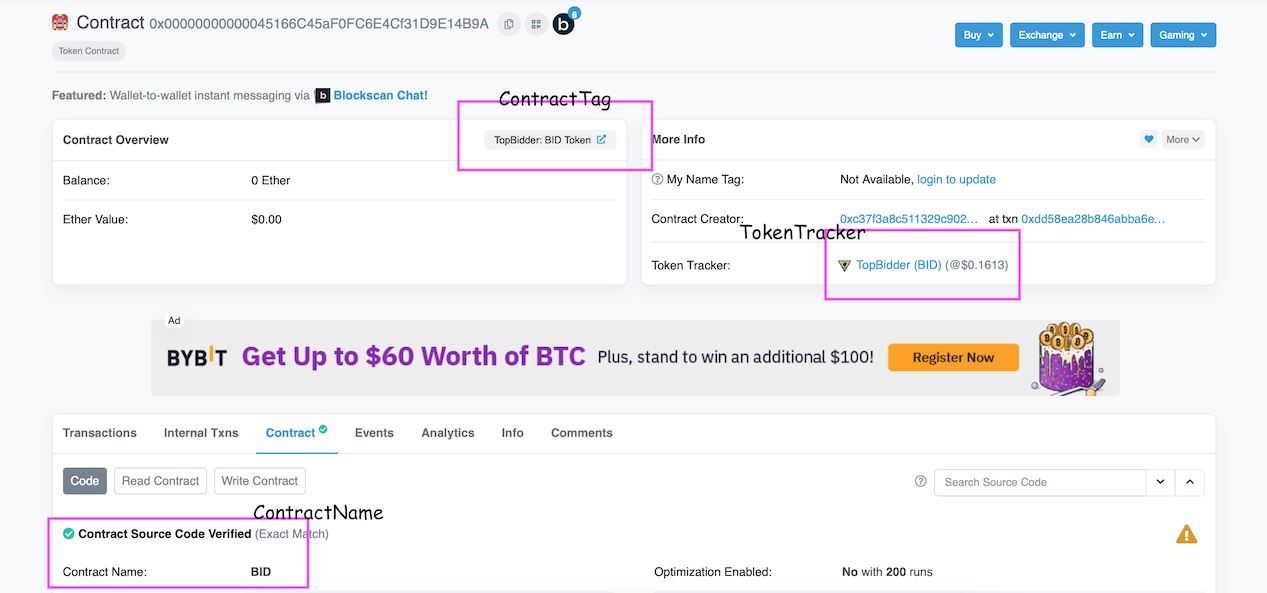 Contract 0x00000000000045166C45aF0FC6E4Cf31D9E14B9A b 6
Buy Exchange Earn Gaming
Token Contract
Featured: Wallet-to-wallet instant messaging via b Blockscan Chat!
ContractTag
Contract Overview
TopBidder: BID Token
Balance: 0 Ether
Ether Value: $0.00
More Info
More
? My Name Tag: Not Available, login to update
Contract Creator: 0xc37f3a8c511329c902... at txn 0xdd58ea28b846abba6e...
TokenTracker
Token Tracker: TopBidder (BID) (@$0.1613)
Ad
BYBIT Get Up to $60 Worth of BTC Plus, stand to win an additional $100! Register Now
Transactions Internal Txns Contract Events Analytics Info Comments
Code Read Contract Write Contract ? Search Source Code
ContractName
Contract Source Code Verified (Exact Match)
Contract Name: BID
Optimization Enabled: No with 200 runs